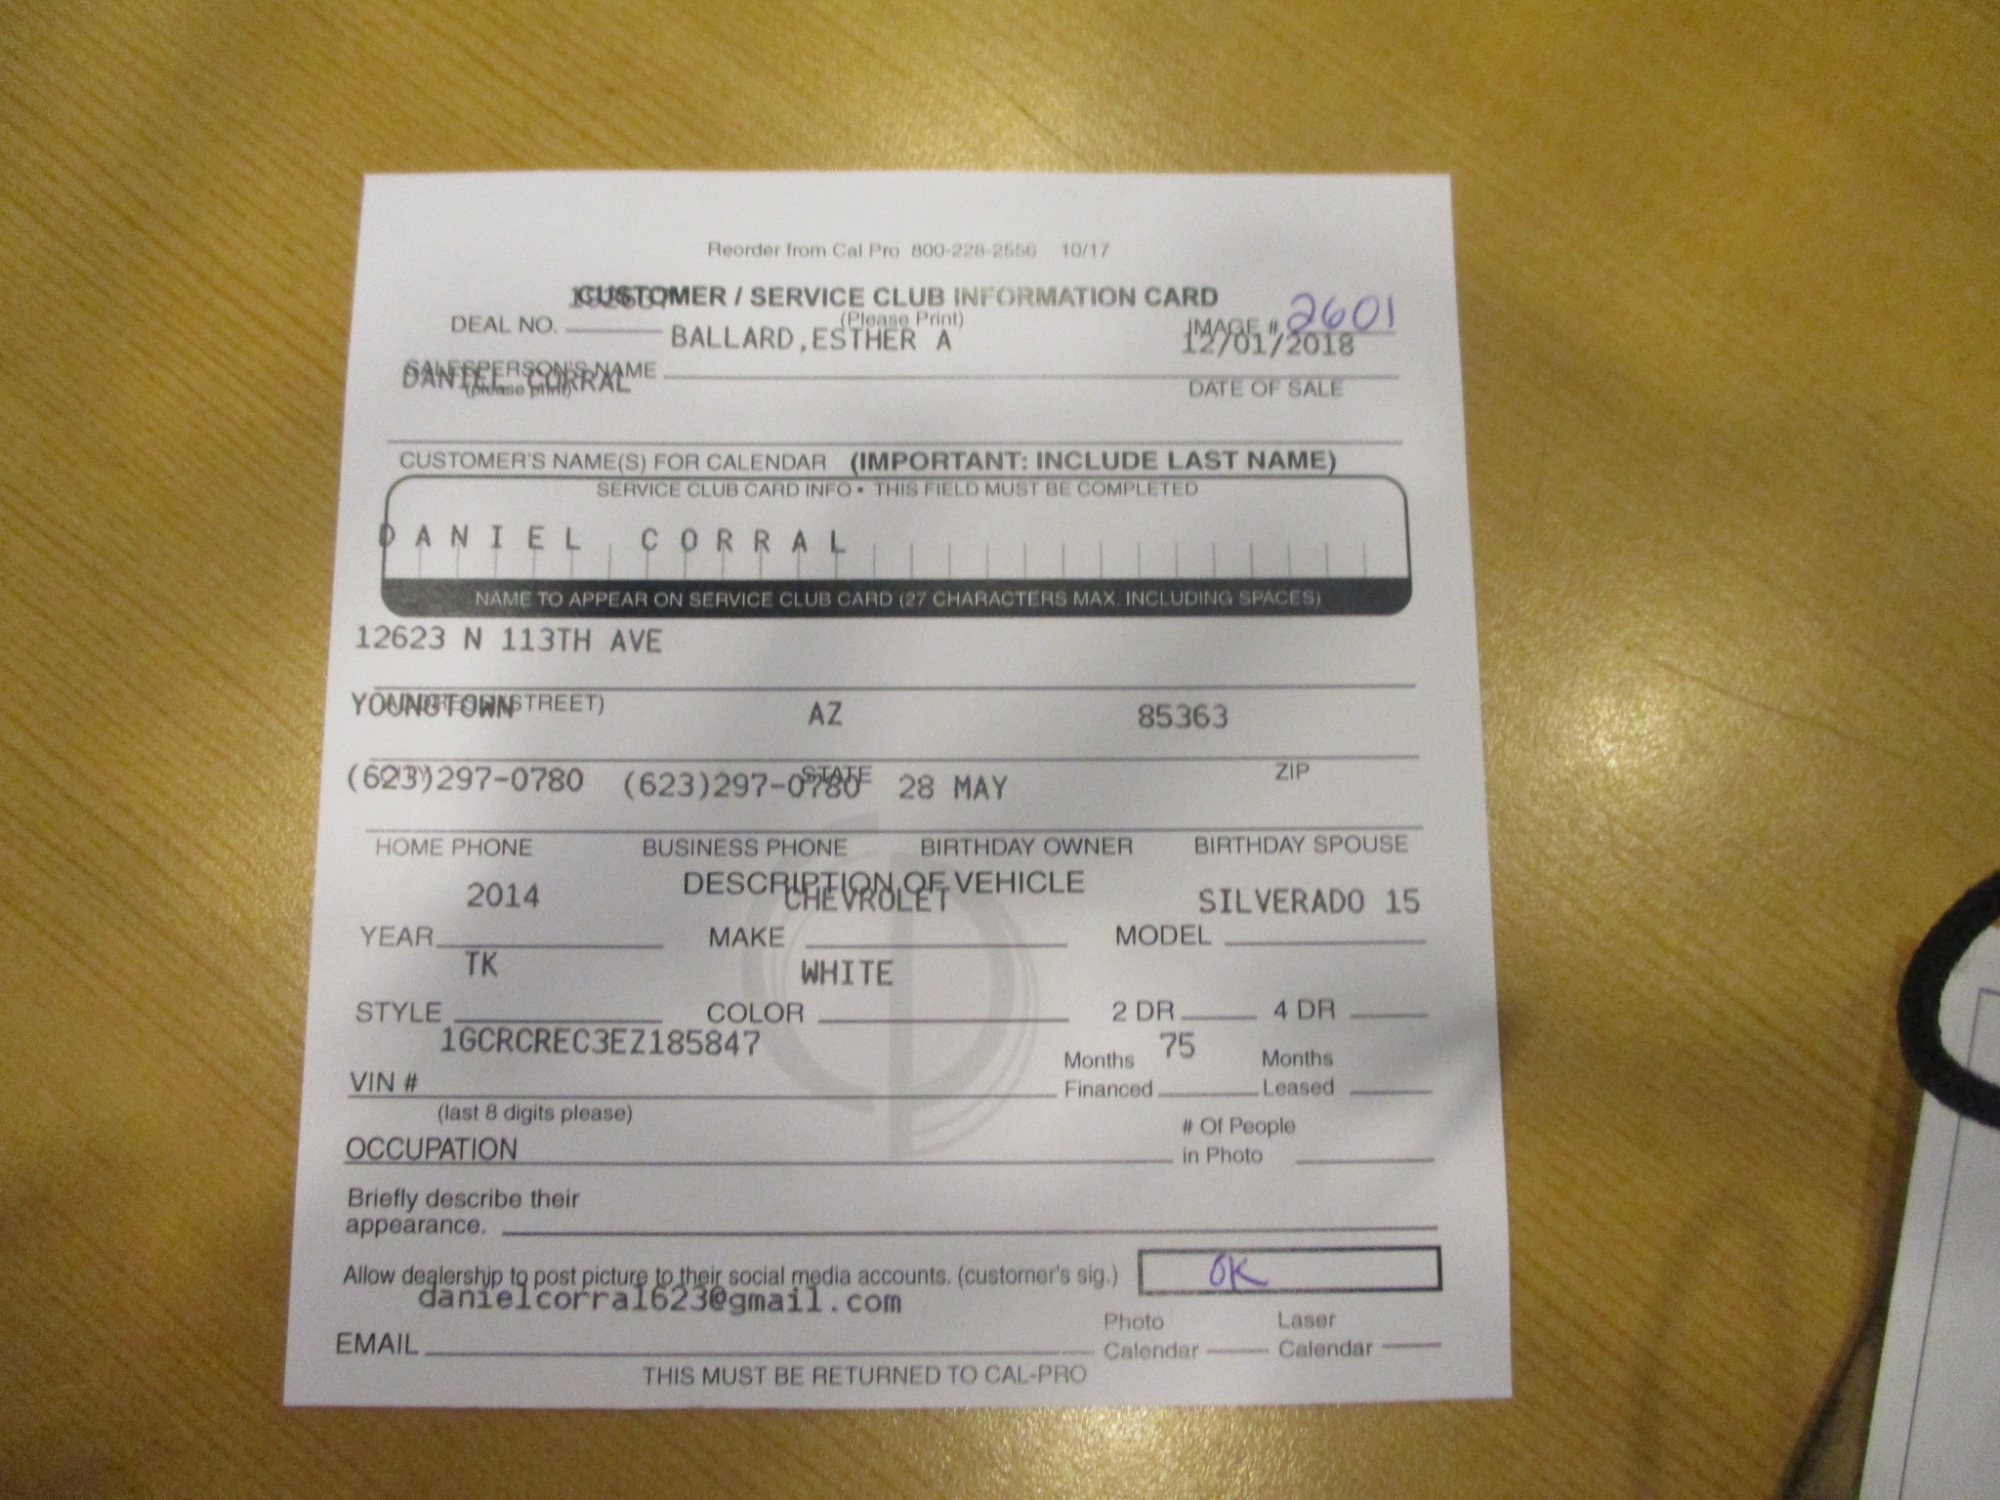 Reorder from Cal Pro 800-228-2556 10/17
CUSTOMER / SERVICE CLUB INFORMATION CARD
(Please Print)
DEAL NO. BALLARD,ESTHER A IMAGE # 2601
12/01/2018
SALESPERSON'S NAME
DANIEL CORRAL
(please print) DATE OF SALE
CUSTOMER'S NAME(S) FOR CALENDAR (IMPORTANT: INCLUDE LAST NAME)
SERVICE CLUB CARD INFO • THIS FIELD MUST BE COMPLETED
DANIEL CORRAL
NAME TO APPEAR ON SERVICE CLUB CARD (27 CHARACTERS MAX. INCLUDING SPACES)
12623 N 113TH AVE
(STREET)
YOUNGTOWN AZ 85363
CITY STATE ZIP
(623)297-0780 (623)297-0780 28 MAY
HOME PHONE BUSINESS PHONE BIRTHDAY OWNER BIRTHDAY SPOUSE
DESCRIPTION OF VEHICLE
2014 CHEVROLET SILVERADO 15
YEAR MAKE MODEL
TK WHITE
STYLE COLOR 2 DR 4 DR
1GCRCREC3EZ185847 75
VIN # Months Financed Months Leased
(last 8 digits please)
OCCUPATION # Of People in Photo
Briefly describe their
appearance.
Allow dealership to post picture to their social media accounts. (customer's sig.) OK
danielcorral623@gmail.com
EMAIL Photo Calendar Laser Calendar
THIS MUST BE RETURNED TO CAL-PRO